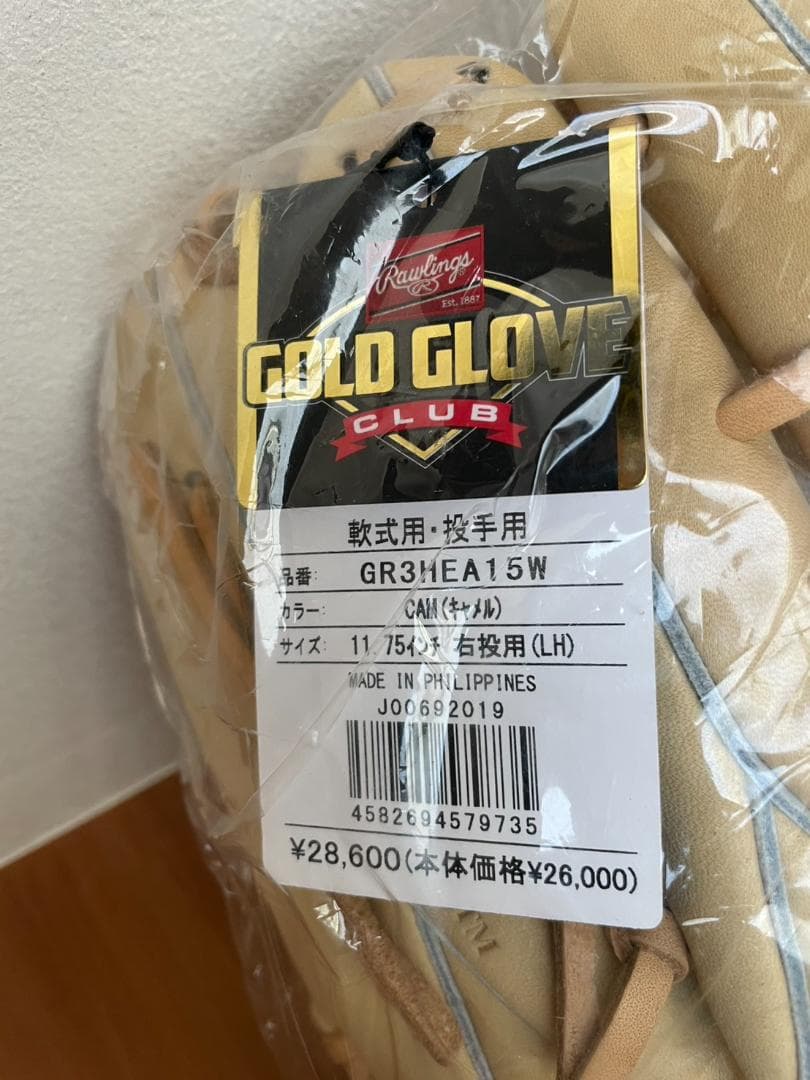 Rawlings
R
Est. 1887
GOLD GLOVE
CLUB
軟式用・投手用
品番: GR3HEA15W
カラー: CAM(キャメル)
サイズ: 11.75インチ 右投用(LH)
MADE IN PHILIPPINES
J00692019
4582694579735
¥28,600(本体価格¥26,000)
TM